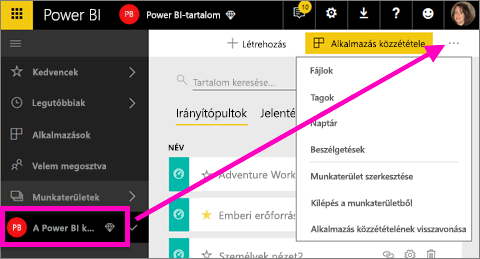 Power BI
PB Power BI-tartalom
10
Létrehozás
Alkalmazás közzététele
Kedvencek
Legutóbbiak
Alkalmazások
Velem megosztva
Munkaterületek
PB A Power BI k...
Tartalom keresése...
Irányítópultok Jelenté
NÉV
Adventure Work
Emberi erőforrás
Személyek nézet2
Fájlok
Tagok
Naptár
Beszélgetések
Munkaterület szerkesztése
Kilépés a munkaterületből
Alkalmazás közzétételének visszavonása